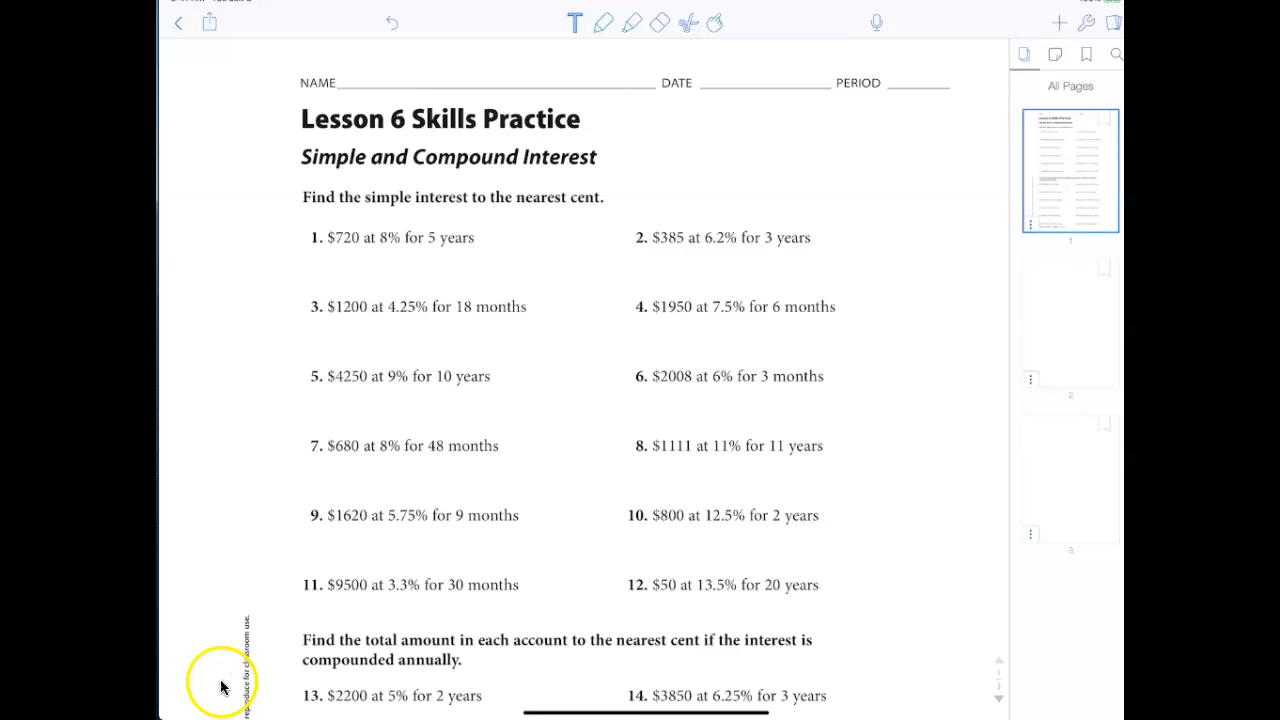 NAME DATE PERIOD
All Pages
Lesson 6 Skills Practice
Simple and Compound Interest
Find the simple interest to the nearest cent.
1. $720 at 8% for 5 years
2. $385 at 6.2% for 3 years
3. $1200 at 4.25% for 18 months
4. $1950 at 7.5% for 6 months
5. $4250 at 9% for 10 years
6. $2008 at 6% for 3 months
7. $680 at 8% for 48 months
8. $1111 at 11% for 11 years
9. $1620 at 5.75% for 9 months
10. $800 at 12.5% for 2 years
11. $9500 at 3.3% for 30 months
12. $50 at 13.5% for 20 years
Find the total amount in each account to the nearest cent if the interest is
compounded annually.
13. $2200 at 5% for 2 years
14. $3850 at 6.25% for 3 years
reproduce for classroom use.
1
2
3